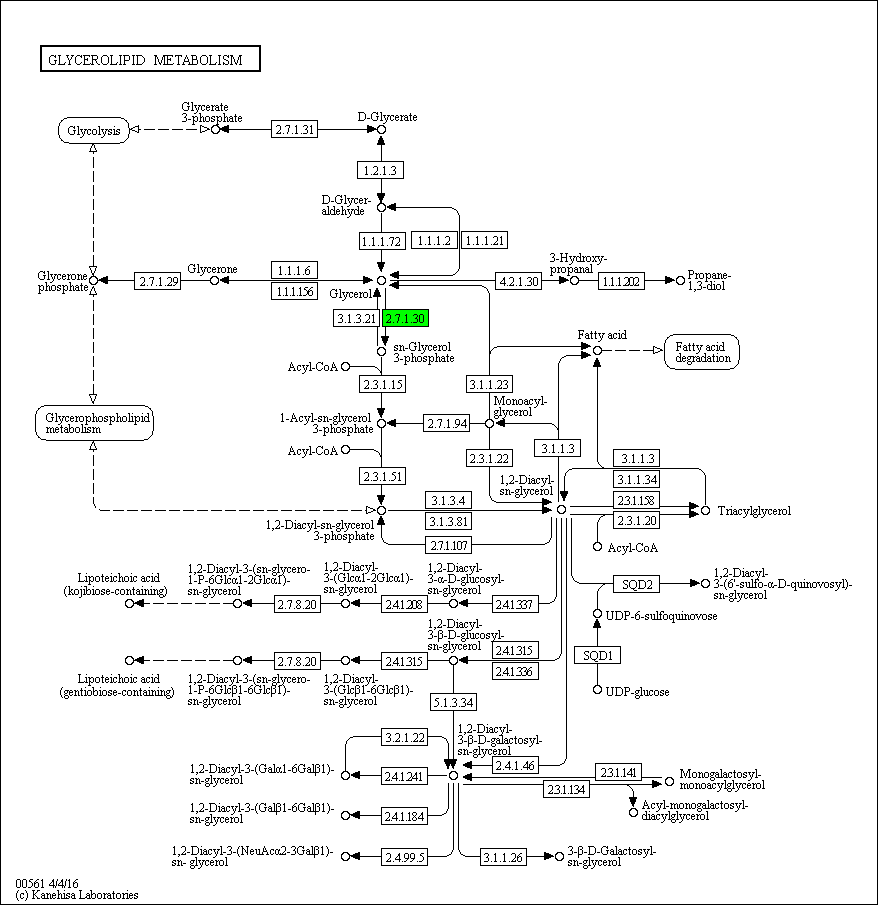 GLYCEROLIPID METABOLISM
Glycerate
3-phosphate
D-Glycerate
Glycolysis
2.7.1.31
1.2.1.3
D-Glycer-
aldehyde
1.1.1.72
1.1.1.2
1.1.1.21
3-Hydroxy-
propanal
Glycerone
phosphate
2.7.1.29
Glycerone
1.1.1.6
1.1.1.156
Glycerol
4.2.1.30
1.1.1.202
Propane-
1,3-diol
3.1.3.21
2.7.1.30
sn-Glycerol
3-phosphate
Fatty acid
Fatty acid
degradation
Acyl-CoA
2.3.1.15
3.1.1.23
Glycerophospholipid
metabolism
1-Acyl-sn-glycerol
3-phosphate
2.7.1.94
Monoacyl-
glycerol
Acyl-CoA
2.3.1.22
3.1.1.3
3.1.1.3
2.3.1.51
1,2-Diacyl-
sn-glycerol
3.1.1.34
2.3.1.158
2.3.1.20
Triacylglycerol
1,2-Diacyl-sn-glycerol
3-phosphate
3.1.3.4
3.1.3.81
2.7.1.107
Acyl-CoA
Lipoteichoic acid
(kojibiose-containing)
1,2-Diacyl-3-(sn-glycero-
1-P-6Glcα1-2Glcα1)-
sn-glycerol
1,2-Diacyl-
3-(Glcα1-2Glcα1)-
sn-glycerol
1,2-Diacyl-
3-α-D-glucosyl-
sn-glycerol
2.7.8.20
2.4.1.208
2.4.1.337
SQD2
1,2-Diacyl-
3-(6'-sulfo-α-D-quinovosyl)-
sn-glycerol
UDP-6-sulfoquinovose
1,2-Diacyl-
3-β-D-glucosyl-
sn-glycerol
2.7.8.20
2.4.1.315
2.4.1.315
2.4.1.336
SQD1
Lipoteichoic acid
(gentiobiose-containing)
1,2-Diacyl-3-(sn-glycero-
1-P-6Glcβ1-6Glcβ1)-
sn-glycerol
1,2-Diacyl-
3-(Glcβ1-6Glcβ1)-
sn-glycerol
UDP-glucose
5.1.3.34
3.2.1.22
1,2-Diacyl-
3-β-D-galactosyl-
sn-glycerol
2.4.1.46
1,2-Diacyl-3-(Galα1-6Galβ1)-
sn-glycerol
2.4.1.241
2.3.1.141
2.3.1.134
Monogalactosyl-
monoacylglycerol
1,2-Diacyl-3-(Galβ1-6Galβ1)-
sn-glycerol
2.4.1.184
Acyl-monogalactosyl-
diacylglycerol
1,2-Diacyl-3-(NeuAcα2-3Galβ1)-
sn- glycerol
2.4.99.5
3.1.1.26
3-β-D-Galactosyl-
sn-glycerol
00561 4/4/16
(c) Kanehisa Laboratories